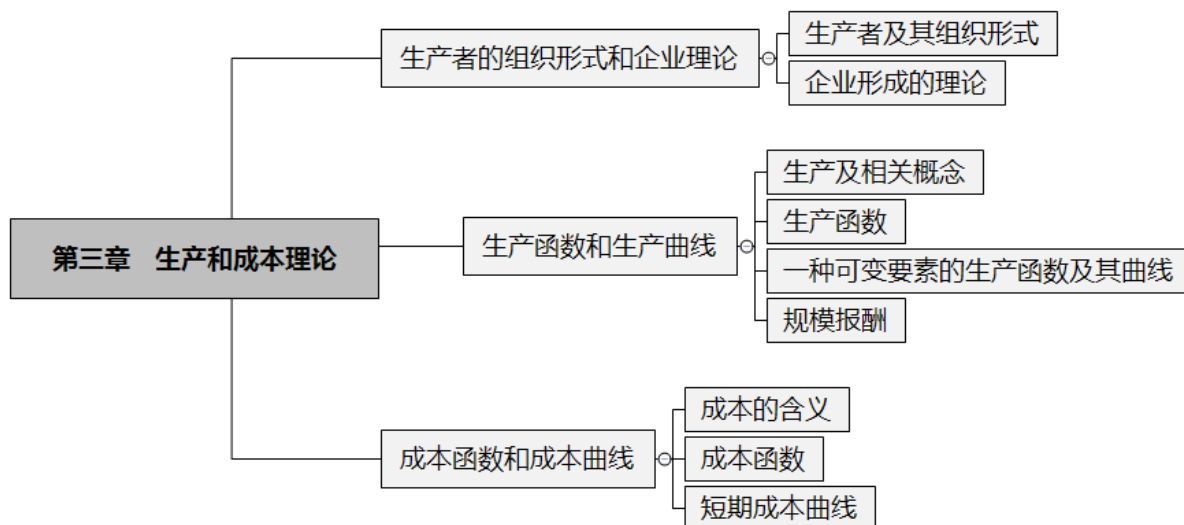 生产者的组织形式和企业理论
生产者及其组织形式
企业形成的理论
第三章　生产和成本理论
生产函数和生产曲线
生产及相关概念
生产函数
一种可变要素的生产函数及其曲线
规模报酬
成本函数和成本曲线
成本的含义
成本函数
短期成本曲线